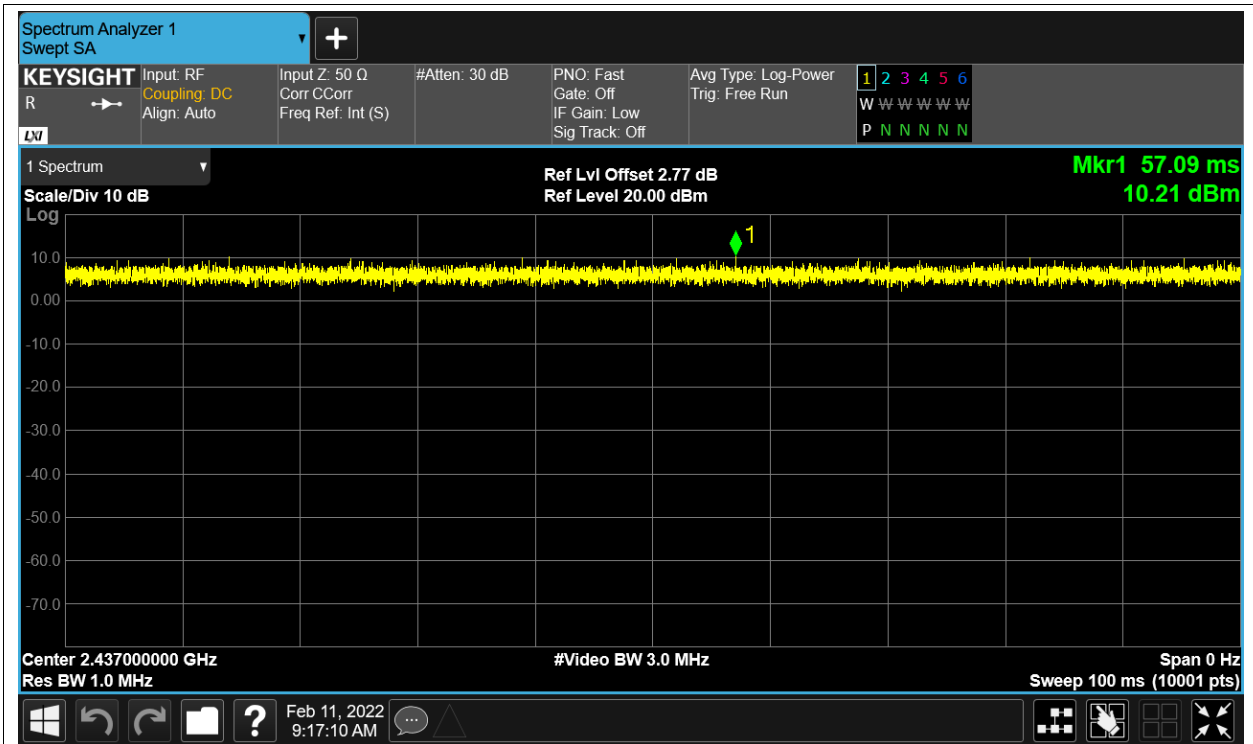 Spectrum Analyzer 1
Swept SA
KEYSIGHT
R
LXI
Input: RF
Coupling: DC
Align: Auto
Input Z: 50 Ω
Corr CCorr
Freq Ref: Int (S)
#Atten: 30 dB
PNO: Fast
Gate: Off
IF Gain: Low
Sig Track: Off
Avg Type: Log-Power
Trig: Free Run
1 2 3 4 5 6
W W W W W W
P N N N N N
1 Spectrum
Scale/Div 10 dB
Log
Ref Lvl Offset 2.77 dB
Ref Level 20.00 dBm
Mkr1 57.09 ms
10.21 dBm
1
10.0
0.00
-10.0
-20.0
-30.0
-40.0
-50.0
-60.0
-70.0
Center 2.437000000 GHz
Res BW 1.0 MHz
#Video BW 3.0 MHz
Span 0 Hz
Sweep 100 ms (10001 pts)
?
Feb 11, 2022
9:17:10 AM